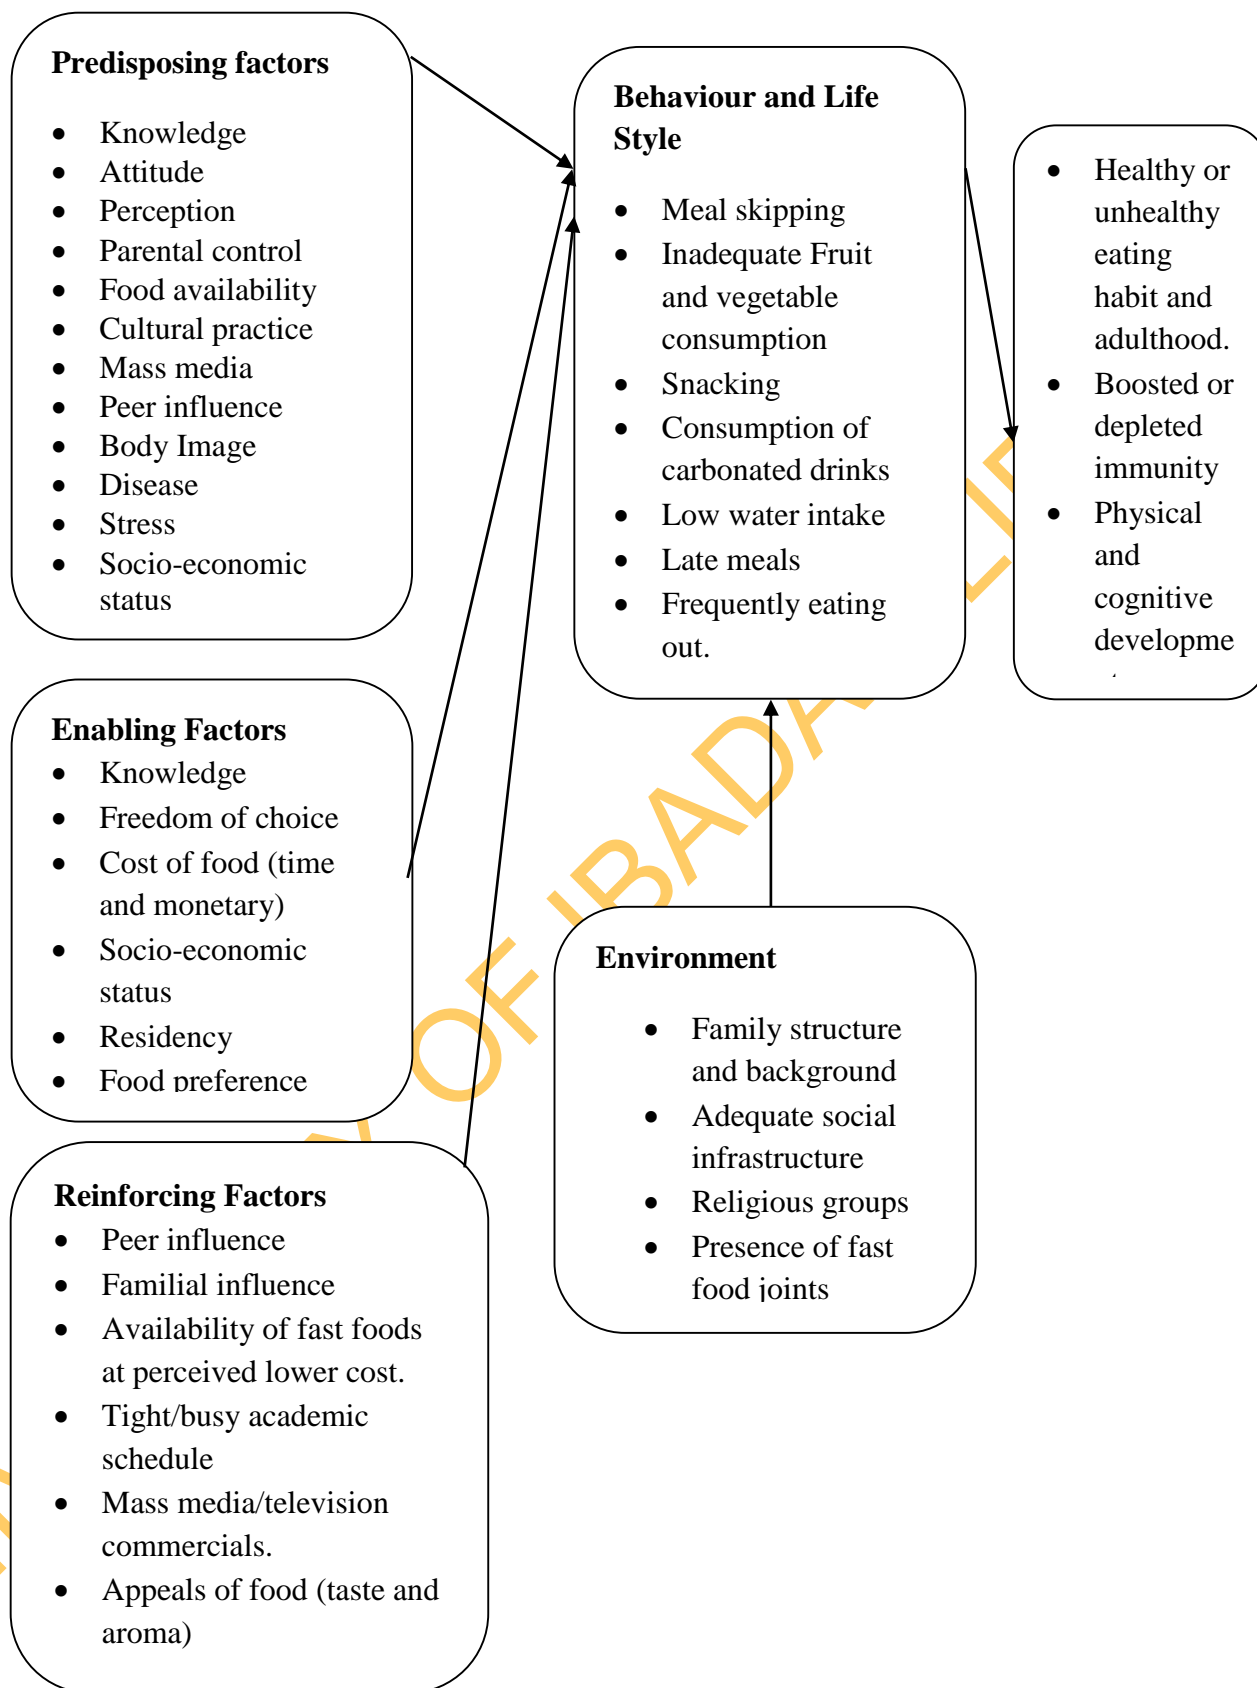 Predisposing factors
• Knowledge
• Attitude
• Perception
• Parental control
• Food availability
• Cultural practice
• Mass media
• Peer influence
• Body Image
• Disease
• Stress
• Socio-economic
status
Enabling Factors
• Knowledge
• Freedom of choice
• Cost of food (time
and monetary)
• Socio-economic
status
• Residency
• Food preference
Reinforcing Factors
• Peer influence
• Familial influence
• Availability of fast foods
at perceived lower cost.
• Tight/busy academic
schedule
• Mass media/television
commercials.
• Appeals of food (taste and
aroma)
Behaviour and Life
Style
• Meal skipping
• Inadequate Fruit
and vegetable
consumption
• Snacking
• Consumption of
carbonated drinks
• Low water intake
• Late meals
• Frequently eating
out.
Environment
• Family structure
and background
• Adequate social
infrastructure
• Religious groups
• Presence of fast
food joints
• Healthy or
unhealthy
eating
habit and
adulthood.
• Boosted or
depleted
immunity
• Physical
and
cognitive
developme
OF IBADA